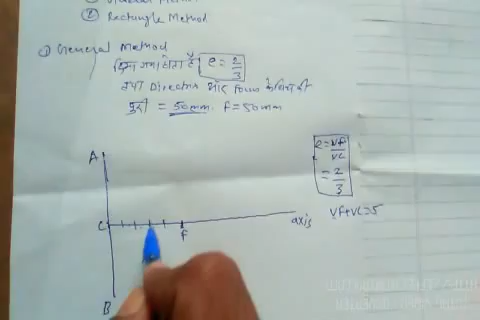 ② Rectangle Method
① General Method
दिया गया होता है e = 2/3
तथा Directrix और Focus के बीच की
दूरी = 50mm. F = 50mm
e = VF/VC
= 2/3
VF+VC=5
A
C
F
axis
B